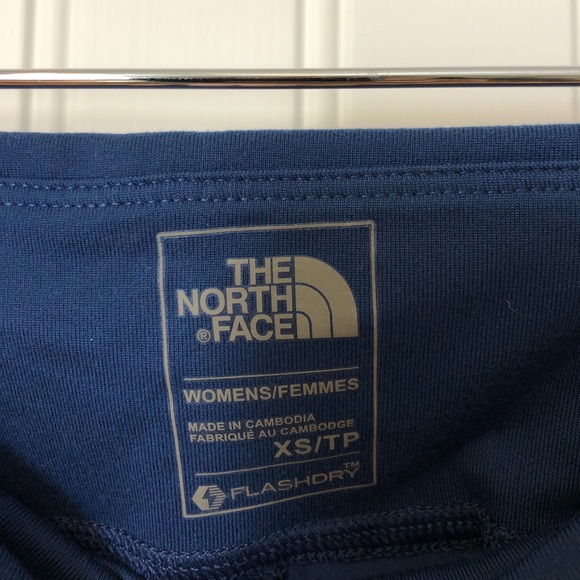 THE
NORTH
®FACE
WOMENS/FEMMES
MADE IN CAMBODIA
FABRIQUÉ AU CAMBODGE
XS/TP
FLASHDRY™